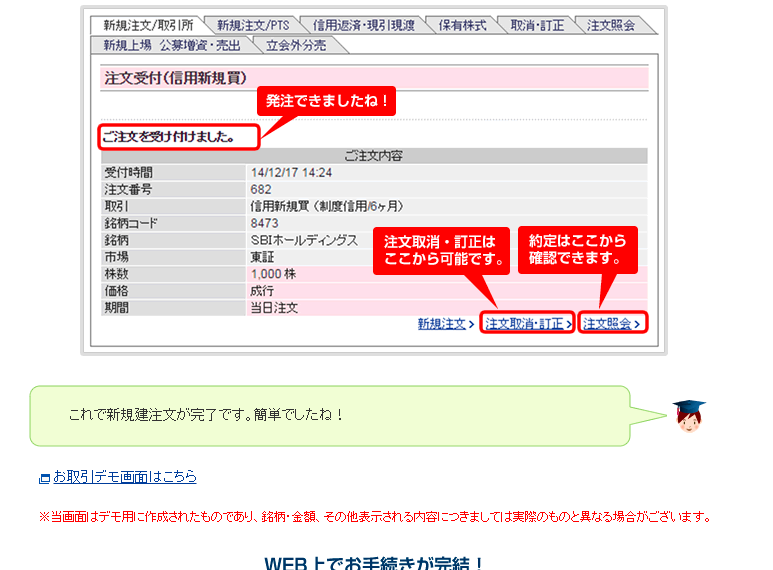 新規注文/取引所 新規注文/PTS 信用返済・現引現渡 保有株式 取消・訂正 注文照会
新規上場 公募増資・売出 立会外分売
注文受付(信用新規買)
発注できましたね！
ご注文を受け付けました。
ご注文内容
受付時間 14/12/17 14:24
注文番号 682
取引 信用新規買（制度信用/6ヶ月）
銘柄コード 8473
銘柄 SBIホールディングス
市場 東証
株数 1,000 株
価格 成行
期間 当日注文
注文取消・訂正は
ここから可能です。
約定はここから
確認できます。
新規注文 注文取消・訂正 注文照会
これで新規建注文が完了です。簡単でしたね！
お取引デモ画面はこちら
※当画面はデモ用に作成されたものであり、銘柄・金額、その他表示される内容につきましては実際のものと異なる場合がございます。
WEB上でお手続きが完結！